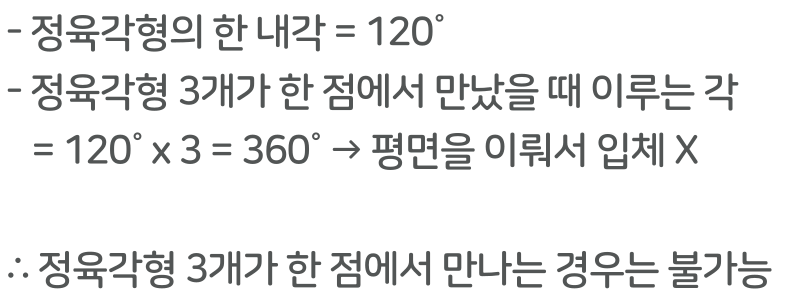 - 정육각형의 한 내각 = 120°
- 정육각형 3개가 한 점에서 만났을 때 이루는 각
= 120° x 3 = 360° → 평면을 이뤄서 입체 X
∴ 정육각형 3개가 한 점에서 만나는 경우는 불가능